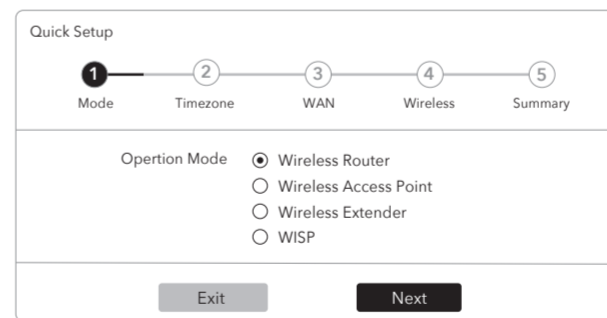 Quick Setup
1 2 3 4 5
Mode Timezone WAN Wireless Summary
Opertion Mode Wireless Router
Wireless Access Point
Wireless Extender
WISP
Exit Next